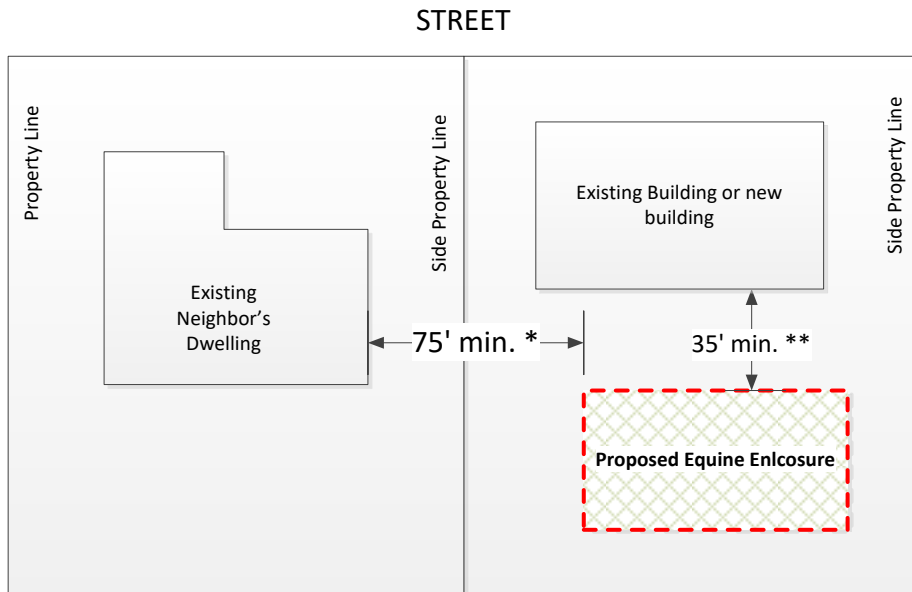 STREET
Property Line
Side Property Line
Side Property Line
Existing Building or new
building
Existing
Neighbor's
Dwelling
75' min. *
35' min. **
Proposed Equine Enlcosure